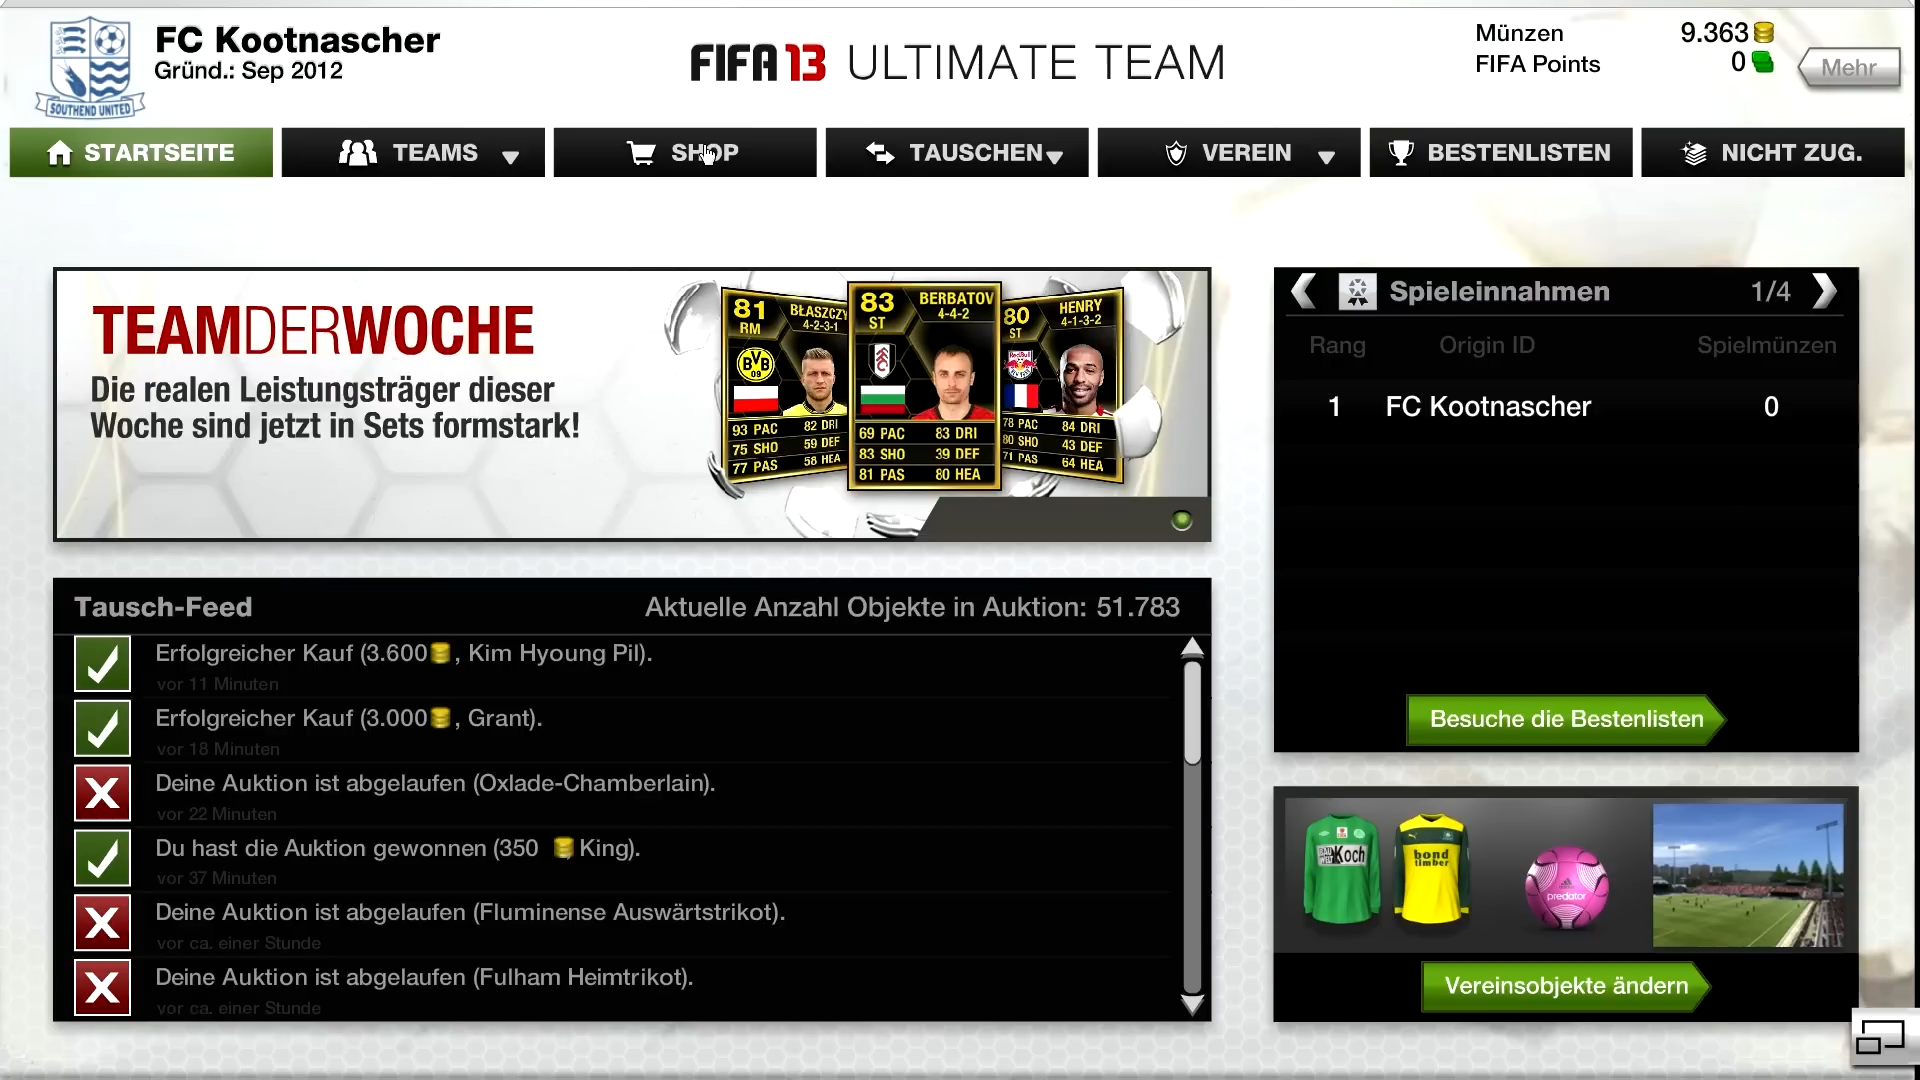 FC Kootnascher
Gründ.: Sep 2012
SOUTHEND UNITED
FIFA 13 ULTIMATE TEAM
Münzen 9.363
FIFA Points 0
Mehr
STARTSEITE
TEAMS
SHOP
TAUSCHEN
VEREIN
BESTENLISTEN
NICHT ZUG.
TEAMDERWOCHE
Die realen Leistungsträger dieser
Woche sind jetzt in Sets formstark!
81
RM
BŁASZCZY
4-2-3-1
BVB
09
93 PAC 82 DRI
75 SHO 59 DEF
77 PAS 58 HEA
83
ST
BERBATOV
4-4-2
69 PAC 83 DRI
83 SHO 39 DEF
81 PAS 80 HEA
80
ST
HENRY
4-1-3-2
78 PAC 84 DRI
80 SHO 43 DEF
71 PAS 64 HEA
Spieleinnahmen 1/4
Rang Origin ID Spielmünzen
1 FC Kootnascher 0
Besuche die Bestenlisten
Tausch-Feed Aktuelle Anzahl Objekte in Auktion: 51.783
Erfolgreicher Kauf (3.600 , Kim Hyoung Pil).
vor 11 Minuten
Erfolgreicher Kauf (3.000 , Grant).
vor 18 Minuten
Deine Auktion ist abgelaufen (Oxlade-Chamberlain).
vor 22 Minuten
Du hast die Auktion gewonnen (350 King).
vor 37 Minuten
Deine Auktion ist abgelaufen (Fluminense Auswärtstrikot).
vor ca. einer Stunde
Deine Auktion ist abgelaufen (Fulham Heimtrikot).
vor ca. einer Stunde
Koch
bond
timber
adidas
predator
Vereinsobjekte ändern